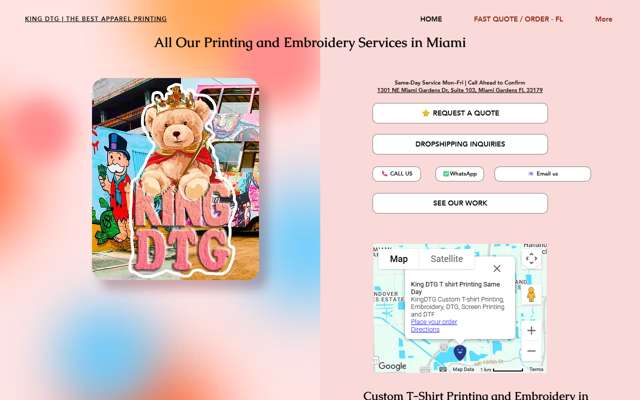 KING DTG | THE BEST APPAREL PRINTING
HOME
FAST QUOTE / ORDER - FL
More
All Our Printing and Embroidery Services in Miami
KING
DTG
Same-Day Service Mon–Fri | Call Ahead to Confirm
1301 NE Miami Gardens Dr, Suite 103, Miami Gardens FL 33179
REQUEST A QUOTE
DROPSHIPPING INQUIRIES
CALL US
WhatsApp
Email us
SEE OUR WORK
Map
Satellite
King DTG T shirt Printing Same Day
KingDTG Custom T-shirt Printing,
Embroidery, DTG, Screen Printing
and DTF
Place your order
Directions
Google
Map Data
1 km
Terms
Custom T-Shirt Printing and Embroidery in